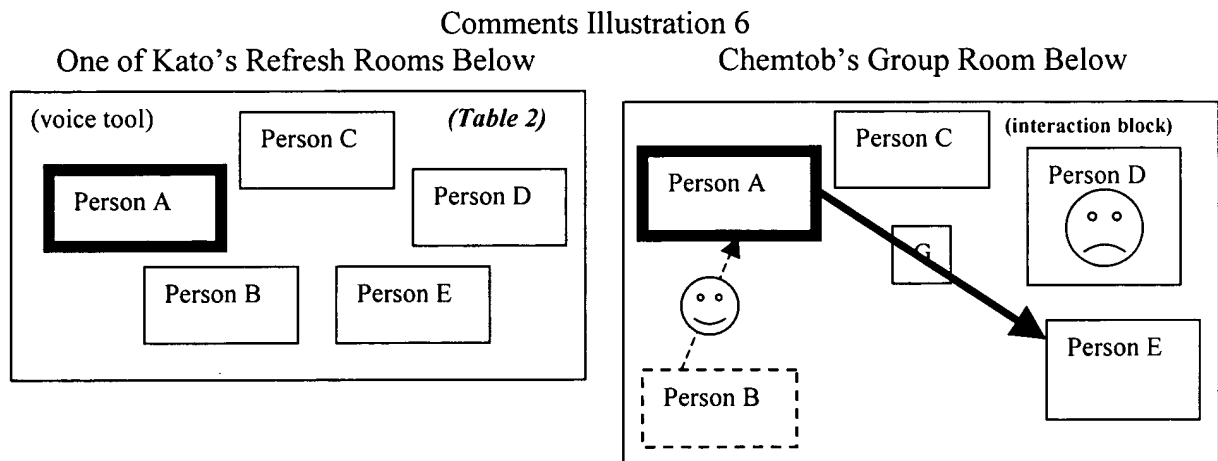 Comments Illustration 6
One of Kato's Refresh Rooms Below
Chemtob's Group Room Below
(voice tool)
(Table 2)
Person C
Person A
Person D
Person B
Person E
(interaction block)
Person C
Person A
Person D
G
Person E
Person B